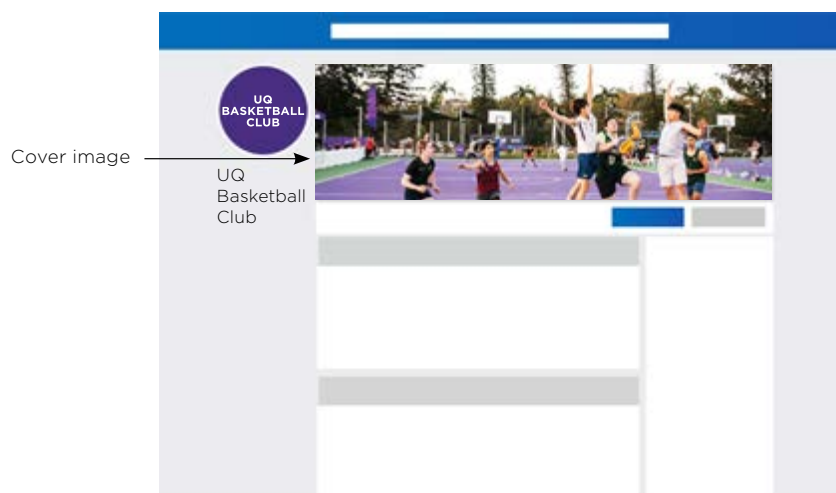 UQ
BASKETBALL
CLUB
Cover image
UQ
Basketball
Club